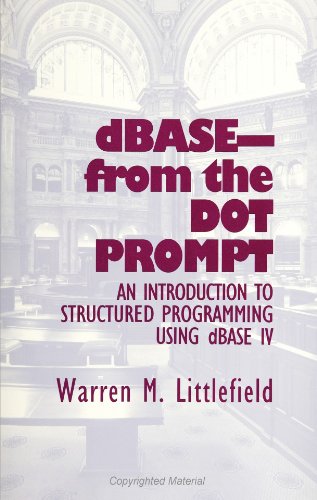 dBASE—
from the
DOT
PROMPT
AN INTRODUCTION TO
STRUCTURED PROGRAMMING
USING dBASE IV
Warren M. Littlefield
Copyrighted Material